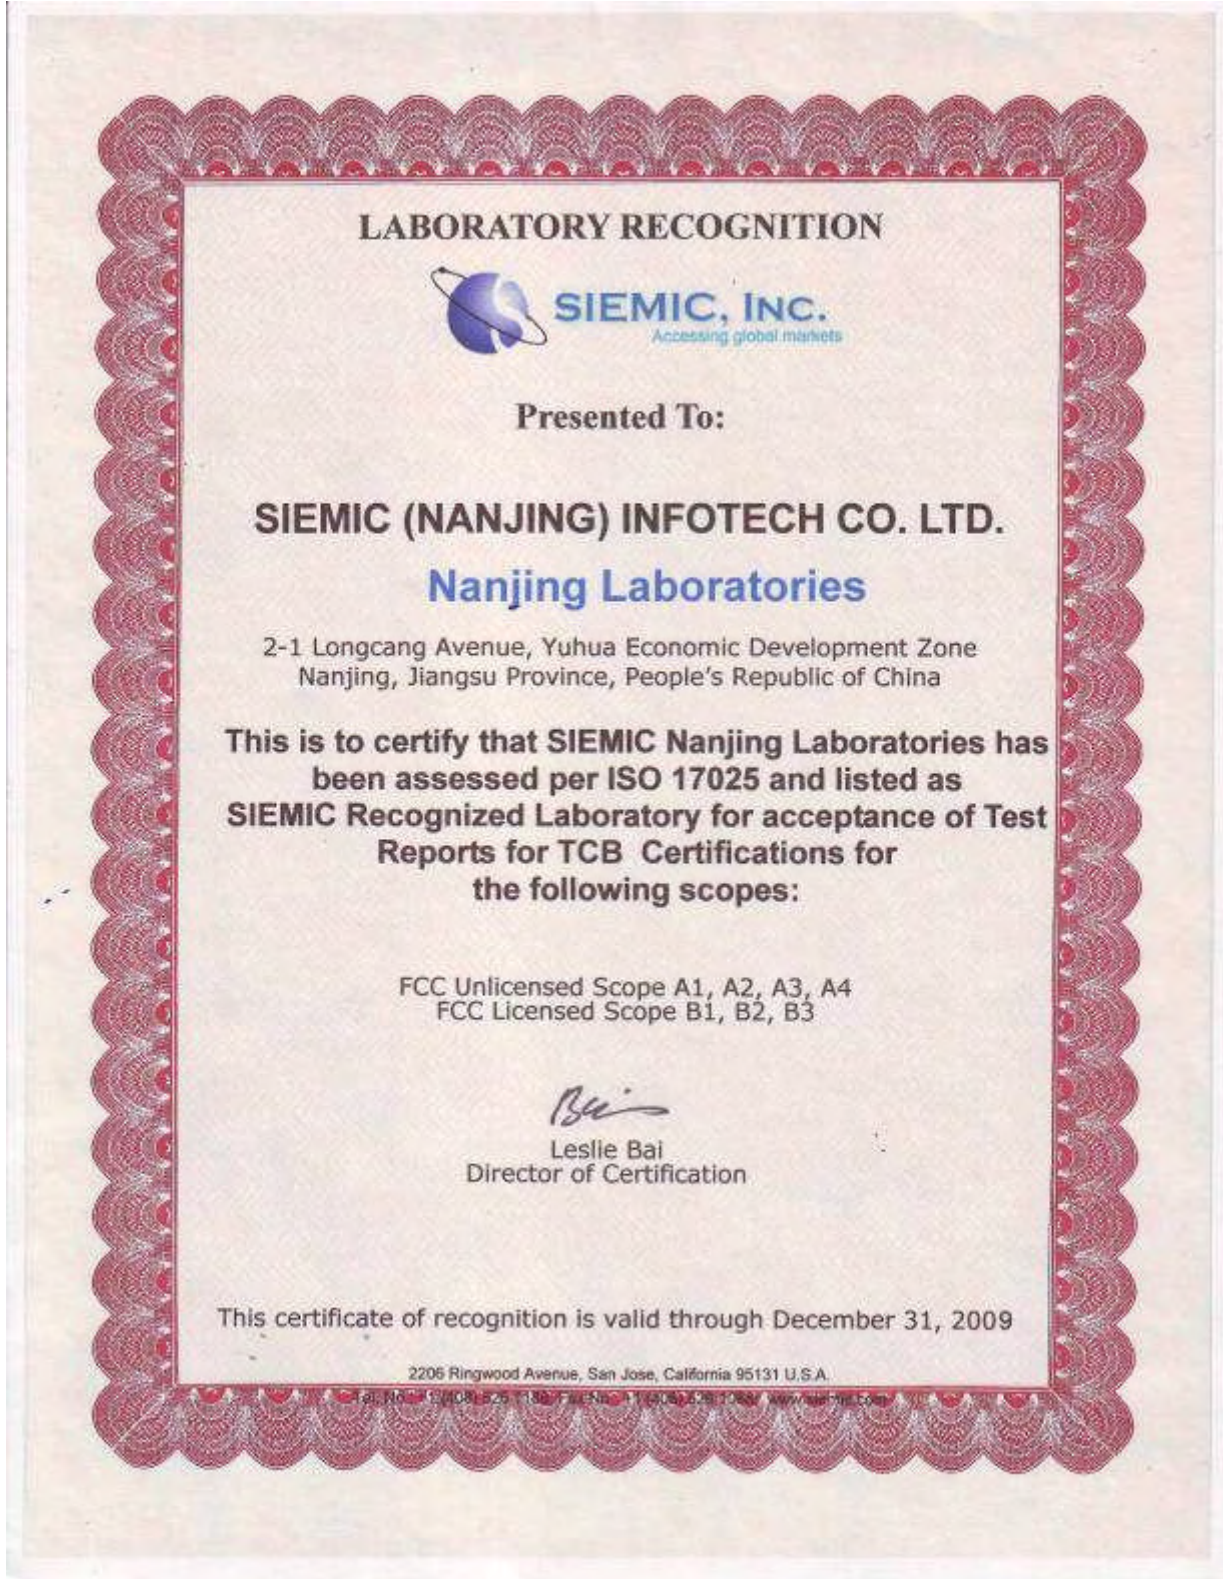 LABORATORY RECOGNITION
SIEMIC, INC.
Accessing global markets
Presented To:
SIEMIC (NANJING) INFOTECH CO. LTD.
Nanjing Laboratories
2-1 Longcang Avenue, Yuhua Economic Development Zone
Nanjing, Jiangsu Province, People's Republic of China
This is to certify that SIEMIC Nanjing Laboratories has
been assessed per ISO 17025 and listed as
SIEMIC Recognized Laboratory for acceptance of Test
Reports for TCB Certifications for
the following scopes:
FCC Unlicensed Scope A1, A2, A3, A4
FCC Licensed Scope B1, B2, B3
Bai
Leslie Bai
Director of Certification
This certificate of recognition is valid through December 31, 2009
2206 Ringwood Avenue, San Jose, California 95131 U.S.A.